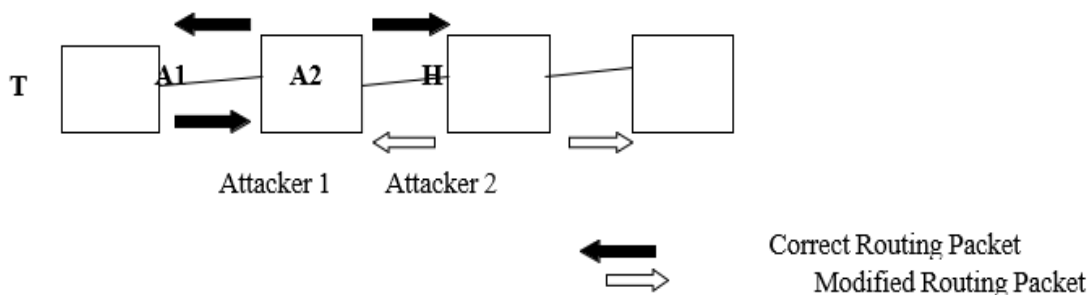 T A1 A2 H
Attacker 1 Attacker 2
Correct Routing Packet
Modified Routing Packet